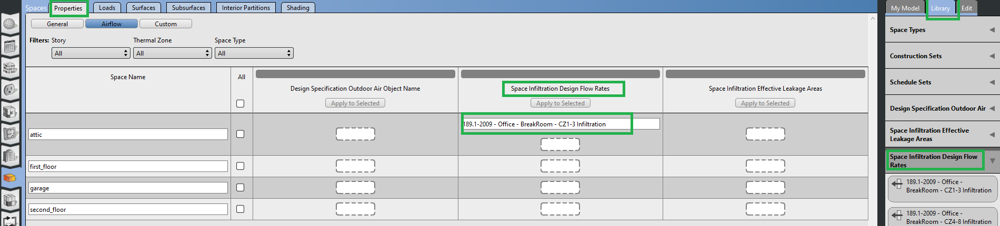 Spaces Properties Loads Surfaces Subsurfaces Interior Partitions Shading
My Model Library Edit
General Airflow Custom
Filters: Story Thermal Zone Space Type
All All All
Space Name All
Design Specification Outdoor Air Object Name Space Infiltration Design Flow Rates Space Infiltration Effective Leakage Areas
Apply to Selected Apply to Selected Apply to Selected
189.1-2009 - Office - BreakRoom - CZ1-3 Infiltration
attic
first_floor
garage
second_floor
Space Types
Construction Sets
Schedule Sets
Design Specification Outdoor Air
Space Infiltration Effective
Leakage Areas
Space Infiltration Design Flow
Rates
189.1-2009 - Office -
BreakRoom - CZ1-3 Infiltration
189.1-2009 - Office -
BreakRoom - CZ4-8 Infiltration